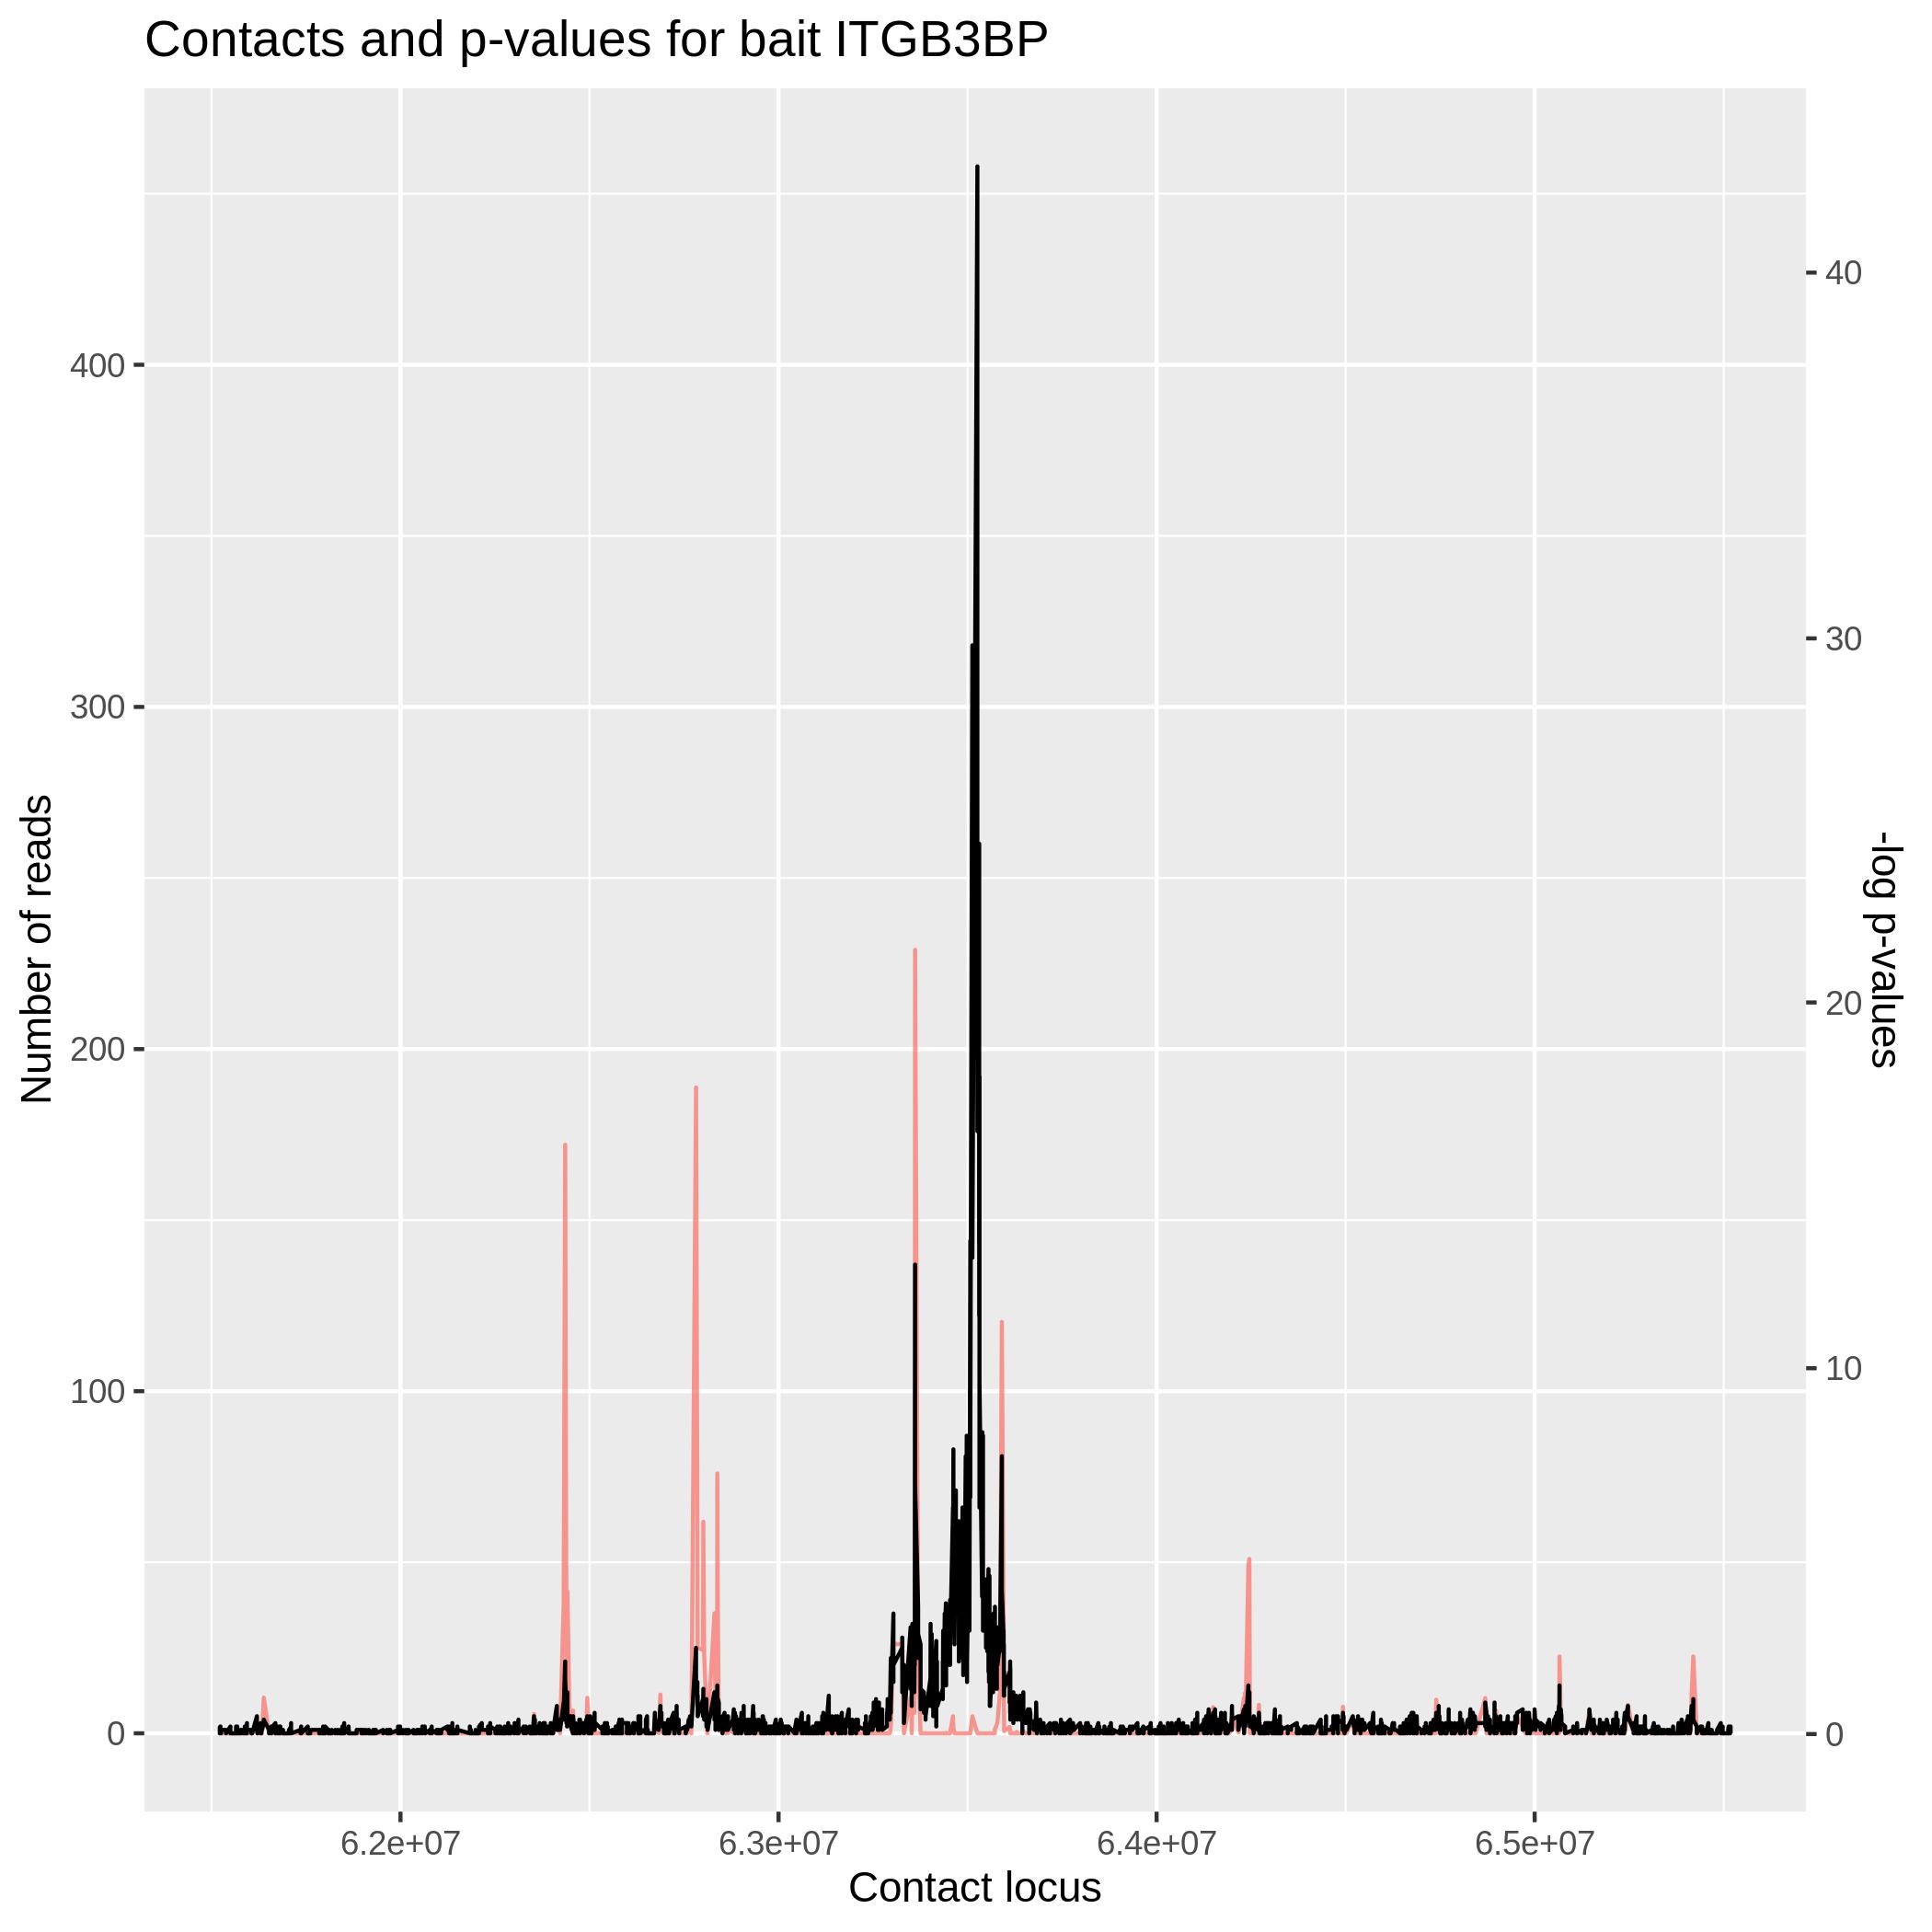 Contacts and p-values for bait ITGB3BP
Number of reads
400
300
200
100
0
40
30
20
10
0
-log p-values
6.2e+07 6.3e+07 6.4e+07 6.5e+07
Contact locus